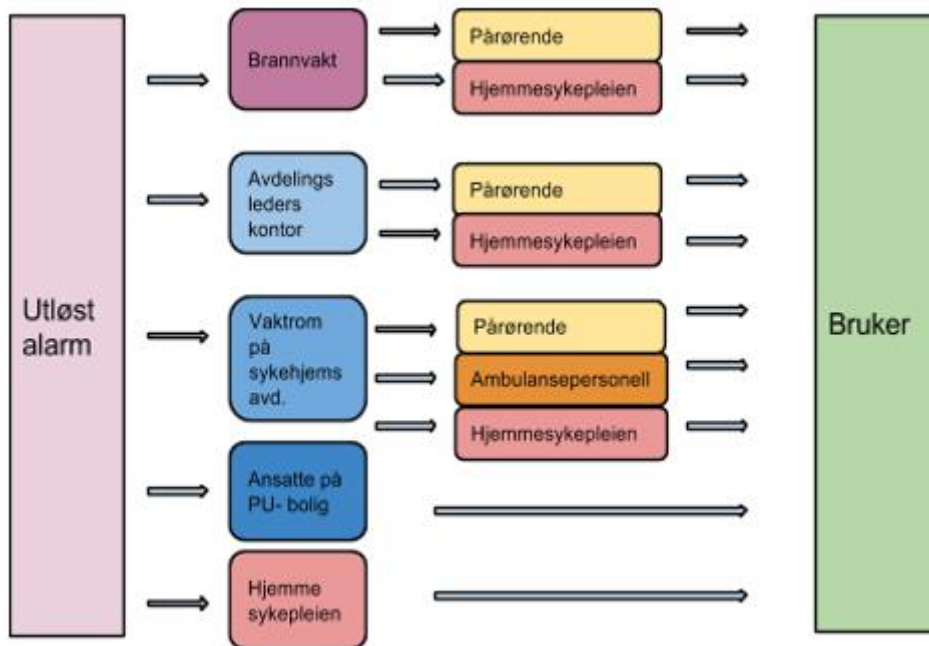 Utløst
alarm
Brannvakt
Pårørende
Hjemmesykepleien
Avdelings
leders
kontor
Pårørende
Hjemmesykepleien
Vaktrom
på
sykehjems
avd.
Pårørende
Ambulansepersonell
Hjemmesykepleien
Ansatte på
PU- bolig
Hjemme
sykepleien
Bruker